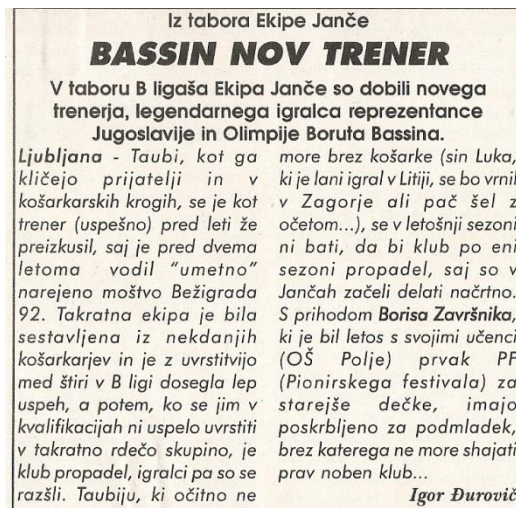 Iz tabora Ekipe Janče
BASSIN NOV TRENER
V taboru B ligaša Ekipa Janče so dobili novega
trenerja, legendarnega igralca reprezentance
Jugoslavije in Olimpije Boruta Bassina.
Ljubljana - Taubi, kot ga
kličejo prijatelji in v
košarkarskih krogih, se je kot
trener (uspešno) pred leti že
preizkusil, saj je pred dvema
letoma vodil "umetno"
narejeno moštvo Bežigrada
92. Takratna ekipa je bila
sestavljena iz nekdanjih
košarkarjev in je z uvrstitvijo
med štiri v B ligi dosegla lep
uspeh, a potem, ko se jim v
kvalifikacijah ni uspelo uvrstiti
v takratno rdečo skupino, je
klub propadel, igralci pa so se
razšli. Taubiju, ki očitno ne
more brez košarke (sin Luka,
ki je lani igral v Litiji, se bo vrnil
v Zagorje ali pač šel z
očetom...), se v letošnji sezoni
ni bati, da bi klub po eni
sezoni propadel, saj so v
Jančah začeli delati načrtno.
S prihodom Borisa Završnika,
ki je bil letos s svojimi učenci
(OŠ Polje) prvak PF
(Pionirskega festivala) za
starejše dečke, imajo
poskrbljeno za podmladek,
brez katerega ne more shajati
prav noben klub...
Igor Đurovič